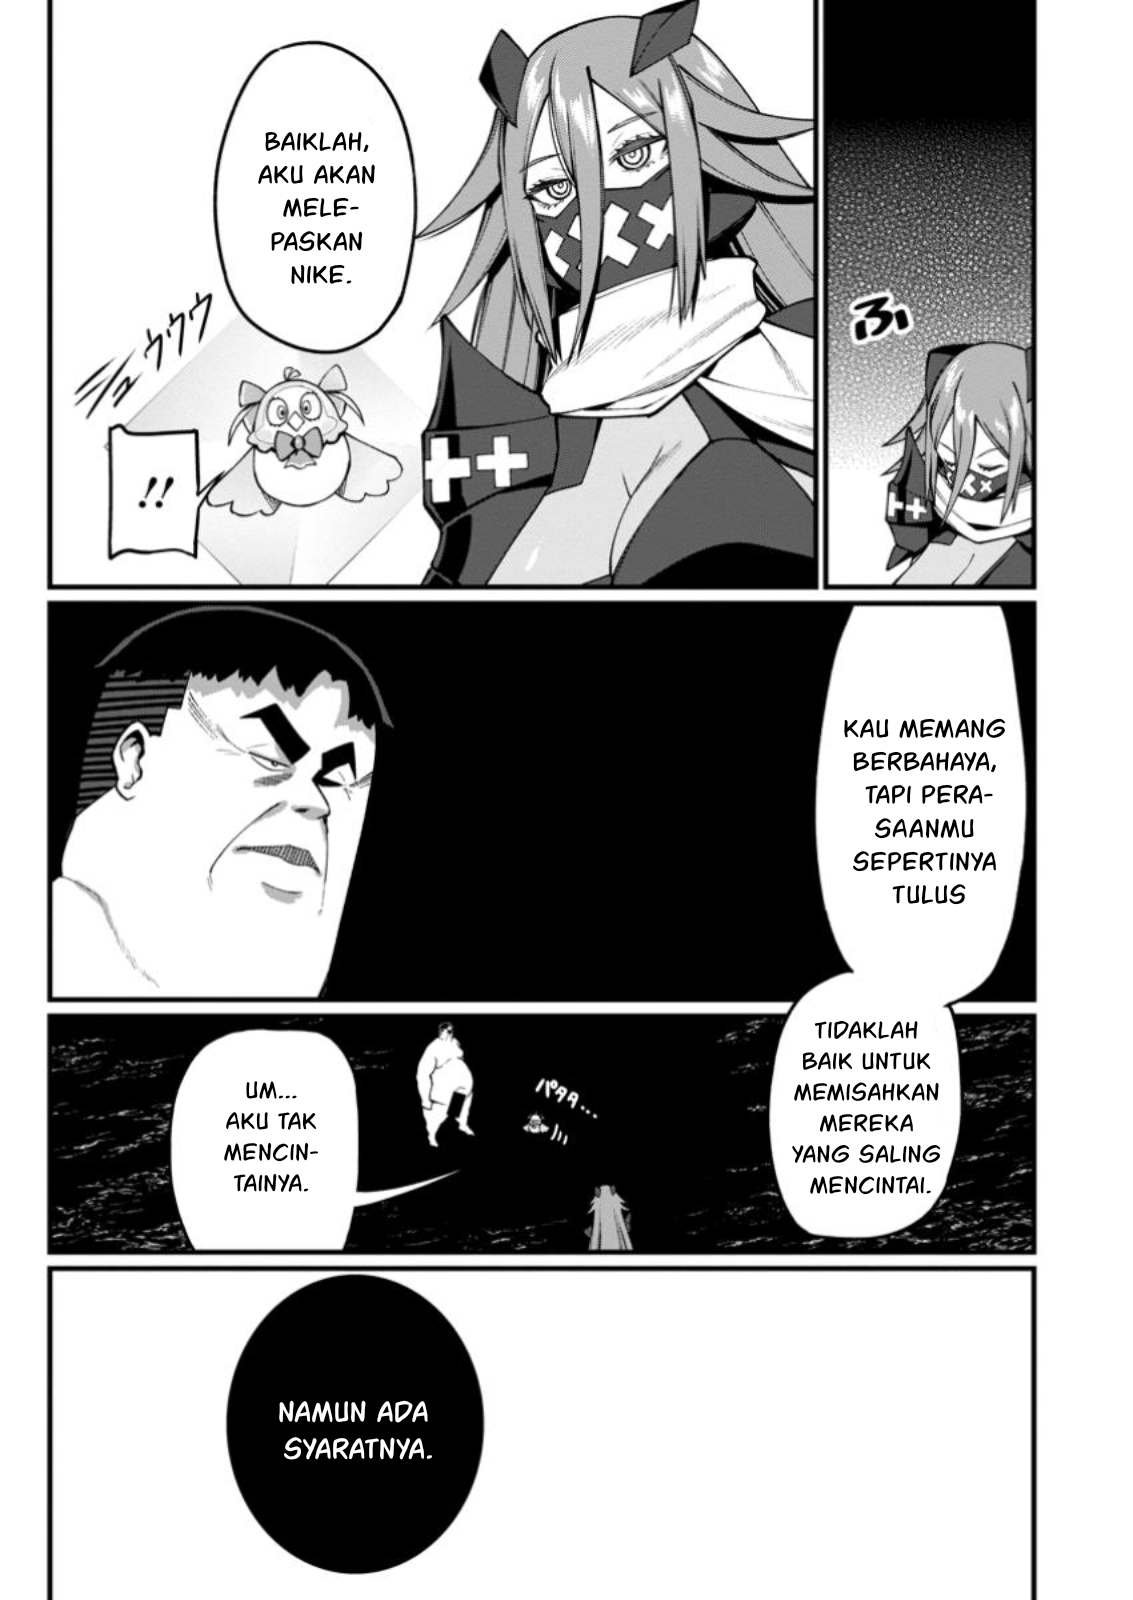 ふ
BAIKLAH,
AKU AKAN
MELE-
PASKAN
NIKE.
シュウウウ
!!
KAU MEMANG
BERBAHAYA,
TAPI PERA-
SAANMU
SEPERTINYA
TULUS
TIDAKLAH
BAIK UNTUK
MEMISAHKAN
MEREKA
YANG SALING
MENCINTAI.
パタタ...
UM...
AKU TAK
MENCIN-
TAINYA.
NAMUN ADA
SYARATNYA.